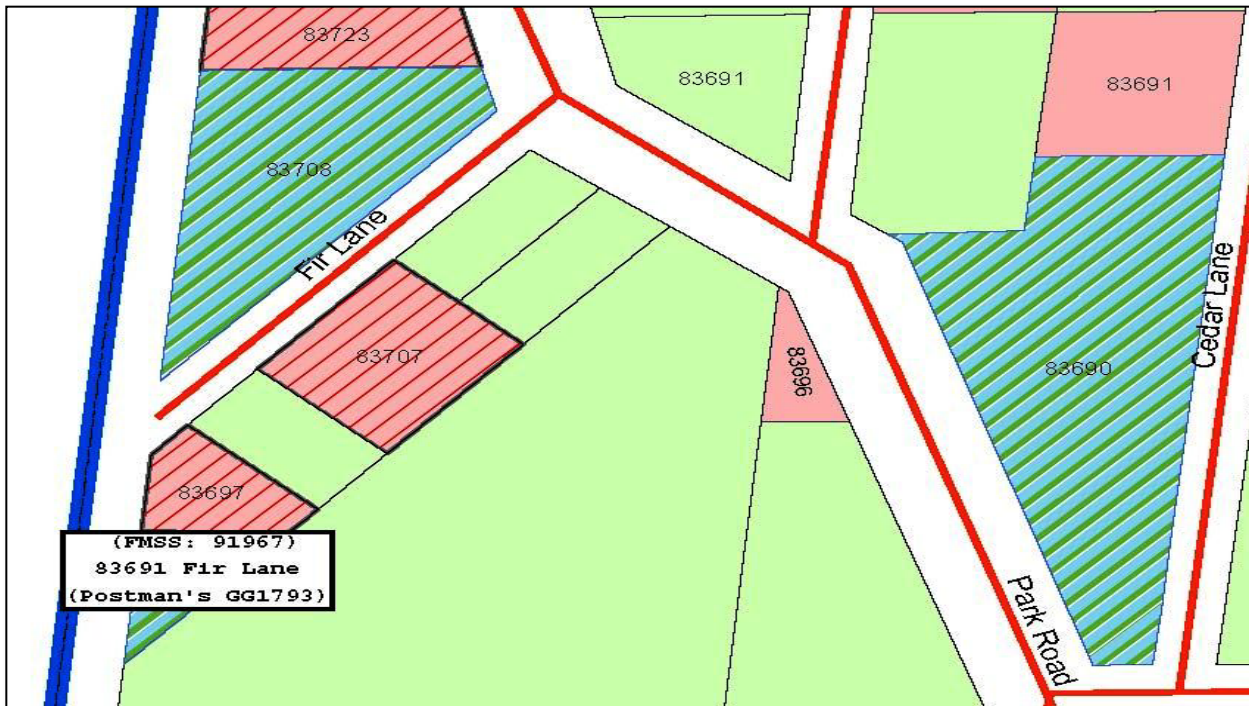 83723
83691
83691
83708
Fir Lane
83707
83696
83690
Cedar Lane
83697
(FMSS: 91967)
83691 Fir Lane
(Postman's GG1793)
Park Road